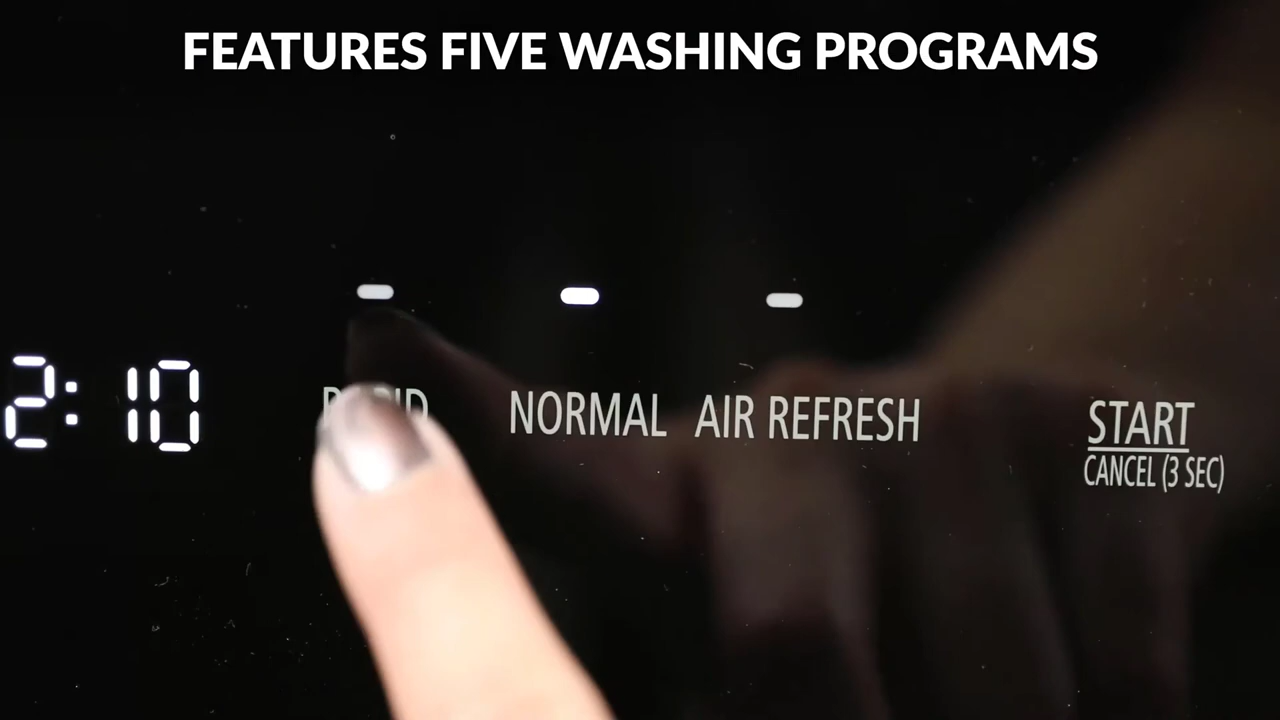 FEATURES FIVE WASHING PROGRAMS
2:10
NORMAL AIR REFRESH
START
CANCEL (3 SEC)